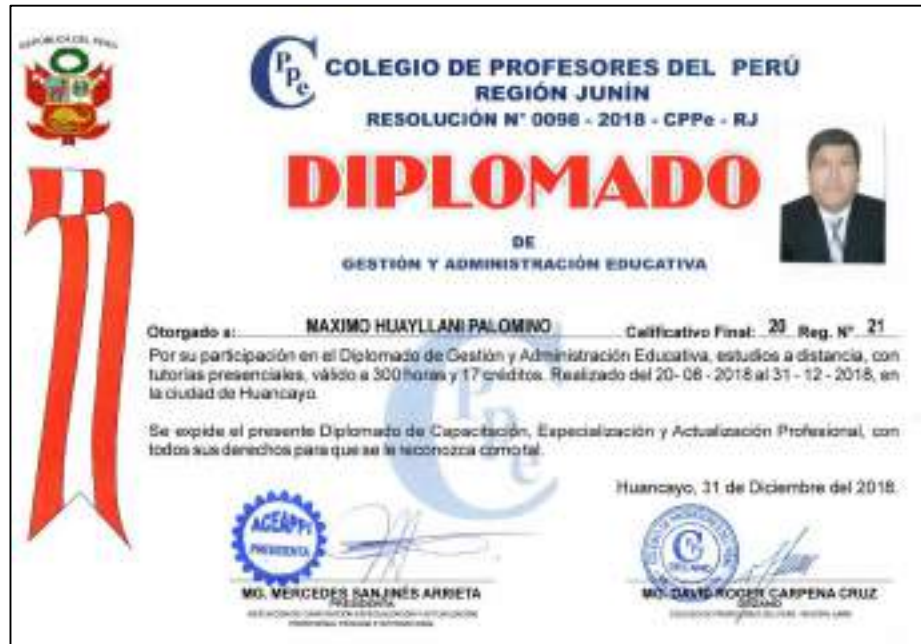 REPÚBLICA DEL PERÚ
CPPe
COLEGIO DE PROFESORES DEL PERÚ
REGIÓN JUNÍN
RESOLUCIÓN N° 0098 - 2018 - CPPe - RJ
DIPLOMADO
DE
GESTIÓN Y ADMINISTRACIÓN EDUCATIVA
Otorgado a: MAXIMO HUAYLLANI PALOMINO Calificativo Final: 20 Reg. N° 21
Por su participación en el Diplomado de Gestión y Administración Educativa, estudios a distancia, con
tutorías presenciales, válido a 300 horas y 17 créditos. Realizado del 20- 08 - 2018 al 31 - 12 - 2018, en
la ciudad de Huancayo.
Se expide el presente Diplomado de Capacitación, Especialización y Actualización Profesional, con
todos sus derechos para que se le reconozca como tal.
Huancayo, 31 de Diciembre del 2018.
ACEAPPI
PRESIDENTA
MG. MERCEDES SANJINÉS ARRIETA
PRESIDENTA
MG. DAVID ROGER CARPENA CRUZ
DECANO